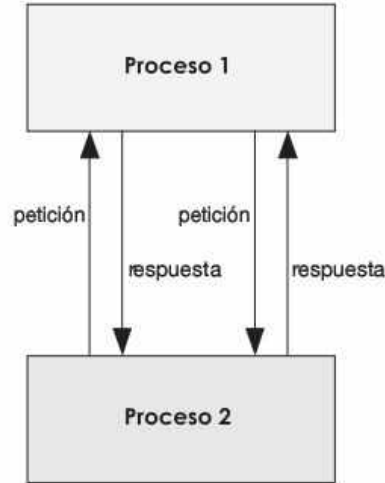 Proceso 1
petición
petición
respuesta
respuesta
Proceso 2